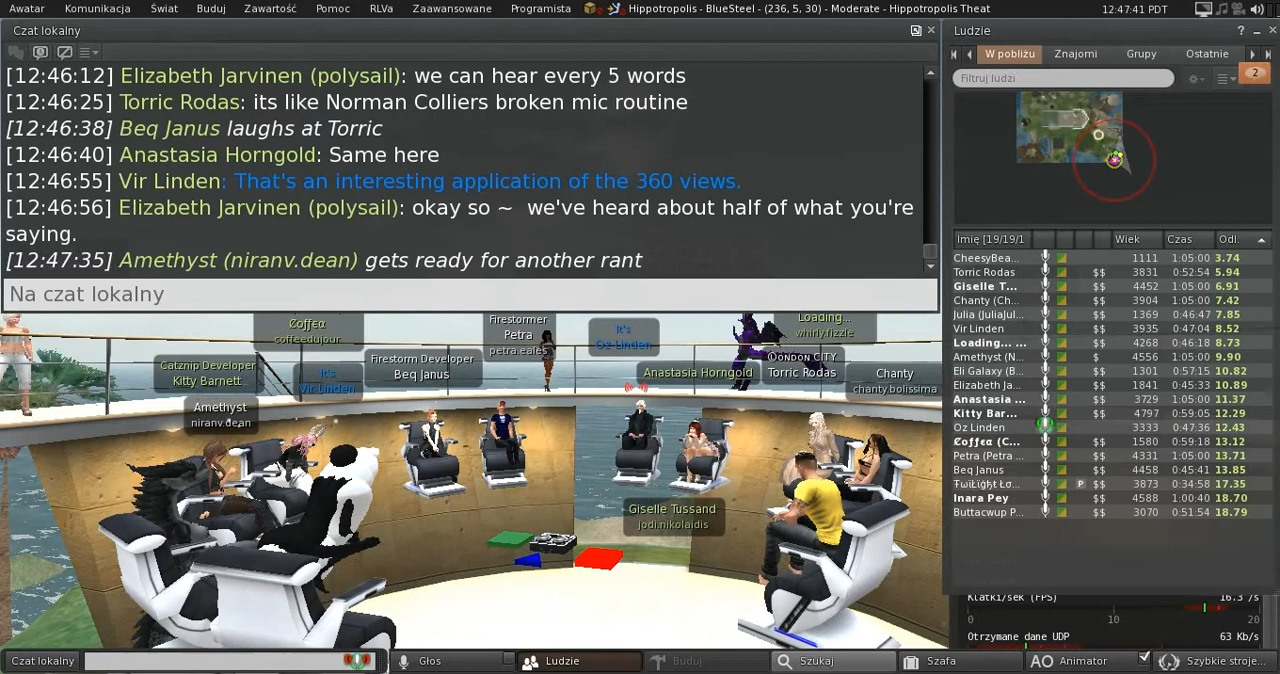 Awatar Komunikacja Świat Buduj Zawartość Pomoc RLVa Zaawansowane Programista Hippotropolis - BlueSteel - (236, 5, 30) - Moderate - Hippotropolis Theat 12:47:41 PDT
Czat lokalny
[12:46:12] Elizabeth Jarvinen (polysail): we can hear every 5 words
[12:46:25] Torric Rodas: its like Norman Colliers broken mic routine
[12:46:38] Beq Janus laughs at Torric
[12:46:40] Anastasia Horngold: Same here
[12:46:55] Vir Linden: That's an interesting application of the 360 views.
[12:46:56] Elizabeth Jarvinen (polysail): okay so ~ we've heard about half of what you're
saying.
[12:47:35] Amethyst (niranv.dean) gets ready for another rant
Na czat lokalny
Ludzie
W pobliżu Znajomi Grupy Ostatnie
Filtruj ludzi
2
Imię [19/19/1 Wiek Czas Odl.
CheesyBea... 1111 1:05:00 3.74
Torric Rodas $$ 3831 0:52:54 5.94
Giselle T... $$ 4452 1:05:00 6.91
Chanty (Ch... $$ 3904 1:05:00 7.42
Julia (JuliaJul... $$ 1369 0:46:47 7.85
Vir Linden $$ 3935 0:47:04 8.52
Loading... ... $$ 4268 0:46:18 8.73
Amethyst (N... $ 4556 1:05:00 9.90
Eli Galaxy (B... $$ 1301 0:57:15 10.82
Elizabeth Ja... $$ 1841 0:45:33 10.89
Anastasia ... $$ 3729 1:05:00 11.37
Kitty Bar... $$ 4797 0:59:05 12.29
Oz Linden 3333 0:47:36 12.43
₡oƒƒєα (C... $$ 1580 0:59:18 13.12
Petra (Petra ... $$ 4331 1:05:00 13.71
Beq Janus $$ 4458 0:45:41 13.85
P $$ 3873 0:34:58 17.35
Inara Pey $$ 4588 1:00:40 18.70
Buttacwup P... $$ 3070 0:51:54 18.79
Klatki/sek (FPS) 16.3 /s
0 10 20
Otrzymane dane UDP 63 Kb/s
₡oƒƒєα
coffeedujour
Firestormer
Petra
petra.eales
It's
Oz Linden
Loading...
whirly.fizzle
Catznip Developer
Kitty Barnett
It's
Vir Linden
Firestorm Developer
Beq Janus
Anastasia Horngold
LONDON CITY
Torric Rodas
Chanty
chanty.bolissima
Amethyst
niranv.dean
Giselle Tussand
jodi.nikolaidis
Czat lokalny Głos Ludzie Buduj Szukaj Szafa AO Animator Szybkie stroje...